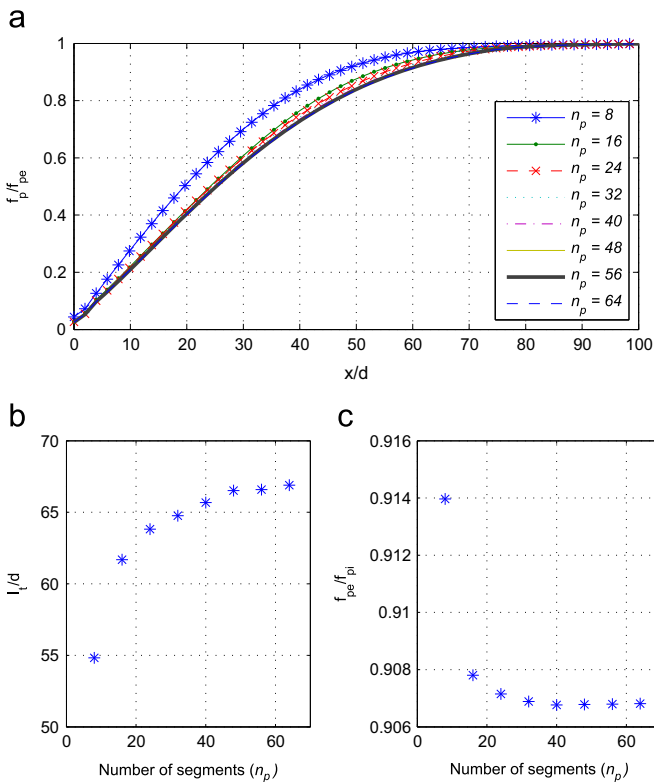 a
1
0.8
0.6
0.4
0.2
0
f_p/f_pe
0 10 20 30 40 50 60 70 80 90 100
x/d
n_p = 8
n_p = 16
n_p = 24
n_p = 32
n_p = 40
n_p = 48
n_p = 56
n_p = 64
b
70
65
60
55
50
l_t/d
0 20 40 60
Number of segments (n_p)
c
0.916
0.914
0.912
0.91
0.908
0.906
f_pe/f_pi
0 20 40 60
Number of segments (n_p)